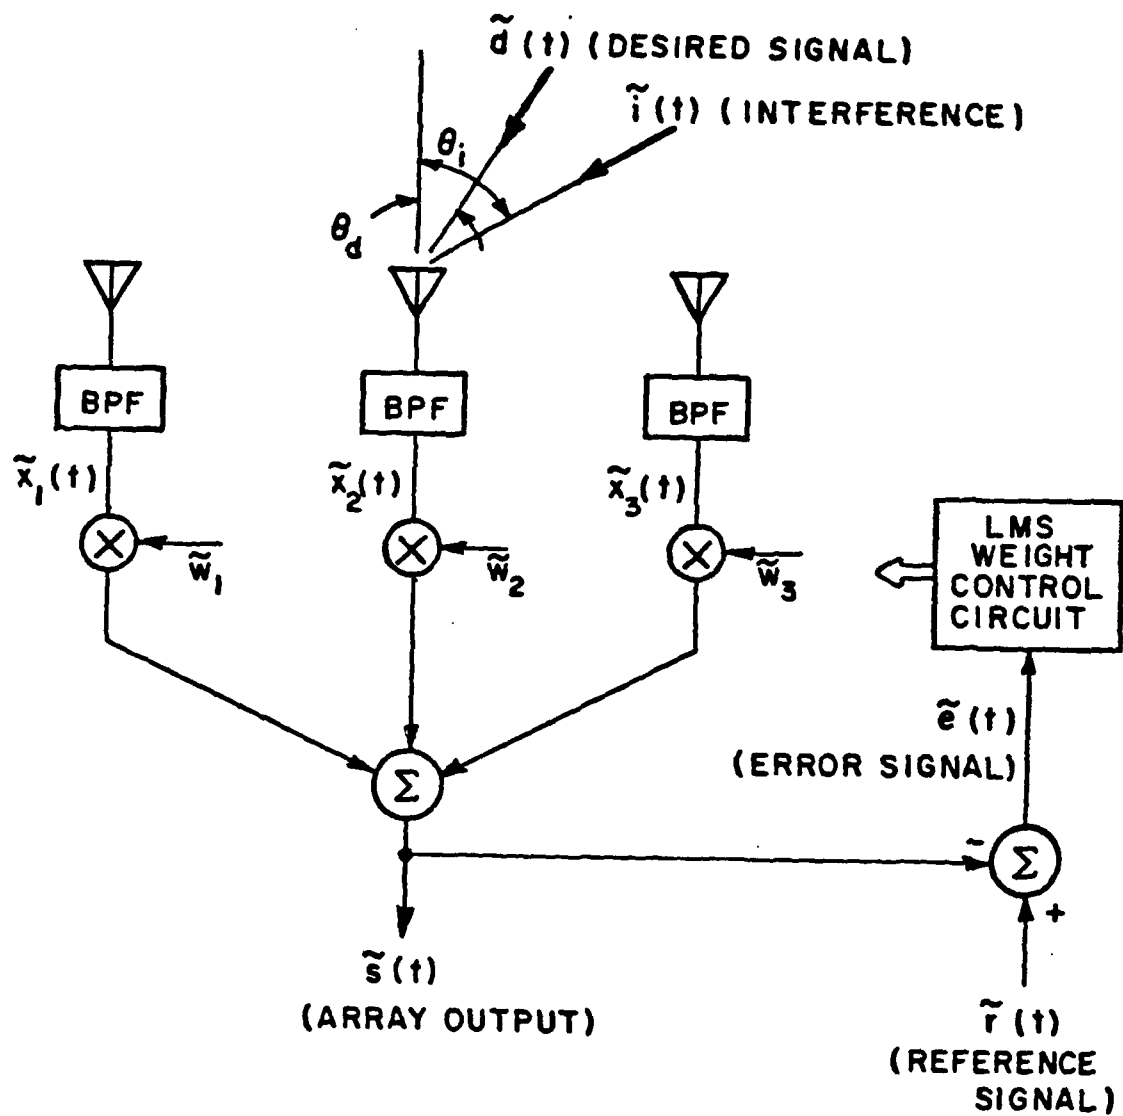 d̃(t) (DESIRED SIGNAL)
ĩ(t) (INTERFERENCE)
θi
θd
BPF
BPF
BPF
x̃₁(t)
x̃₂(t)
x̃₃(t)
w̃₁
w̃₂
w̃₃
LMS
WEIGHT
CONTROL
CIRCUIT
ẽ(t)
(ERROR SIGNAL)
Σ
-
Σ
+
s̃(t)
(ARRAY OUTPUT)
r̃(t)
(REFERENCE
SIGNAL)